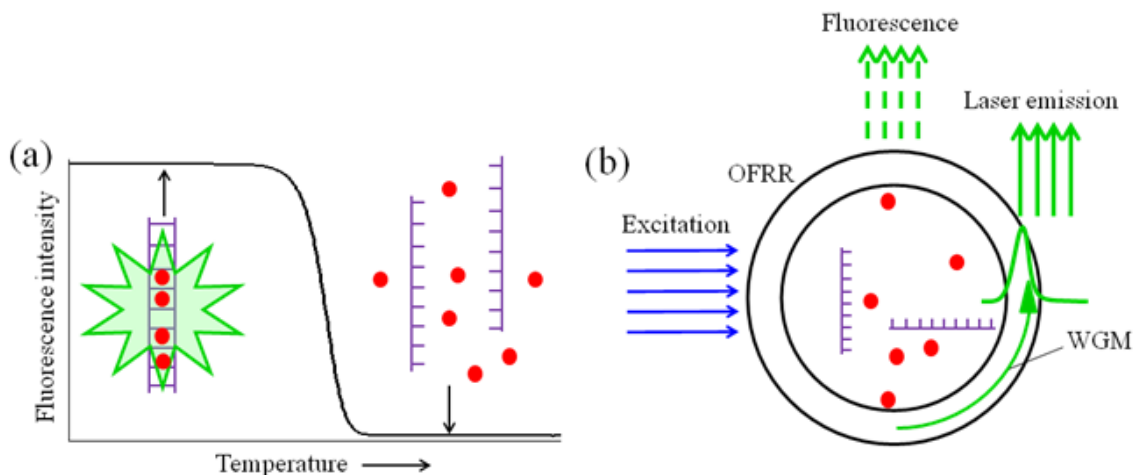 (a)
Fluorescence intensity
Temperature
(b)
Fluorescence
Laser emission
OFRR
Excitation
WGM